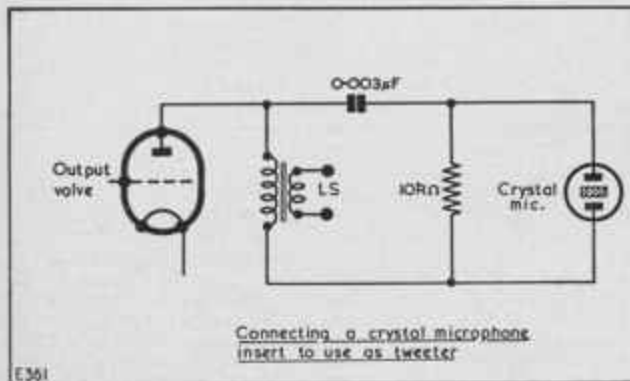 0·003µF
Output
valve
LS
10kΩ
Crystal
mic.
Connecting a crystal microphone
insert to use as tweeter
E361